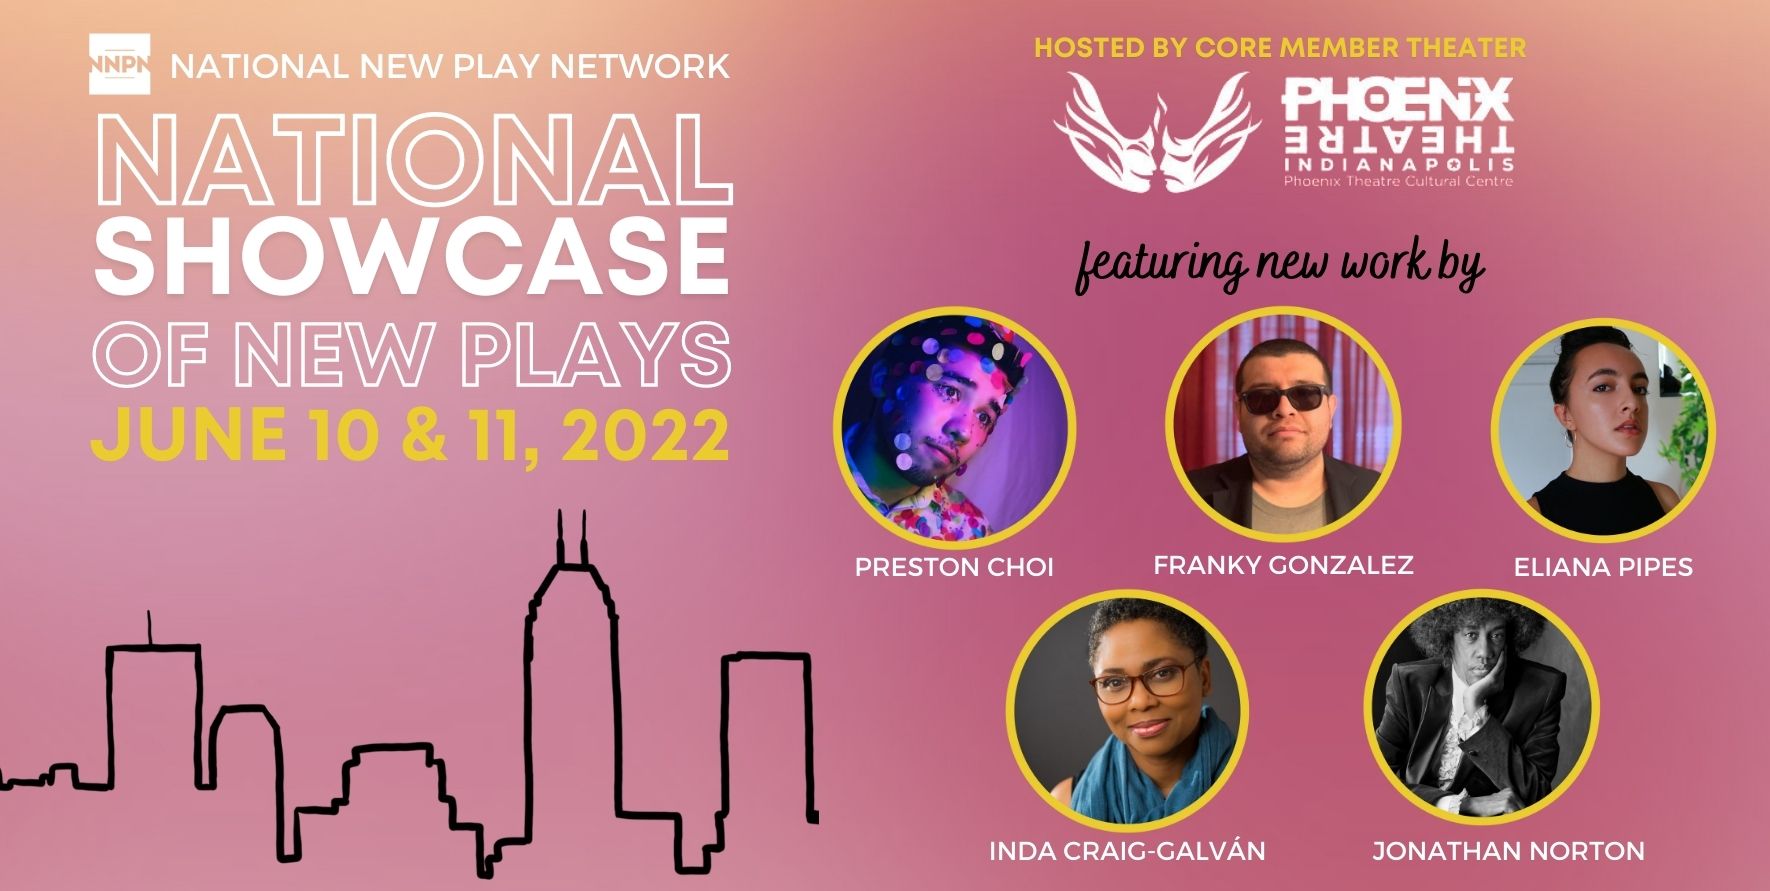 NNPN NATIONAL NEW PLAY NETWORK
NATIONAL
SHOWCASE
OF NEW PLAYS
JUNE 10 & 11, 2022
HOSTED BY CORE MEMBER THEATER
PHOENIX
THEATRE
INDIANAPOLIS
Phoenix Theatre Cultural Centre
featuring new work by
PRESTON CHOI
FRANKY GONZALEZ
ELIANA PIPES
INDA CRAIG-GALVÁN
JONATHAN NORTON